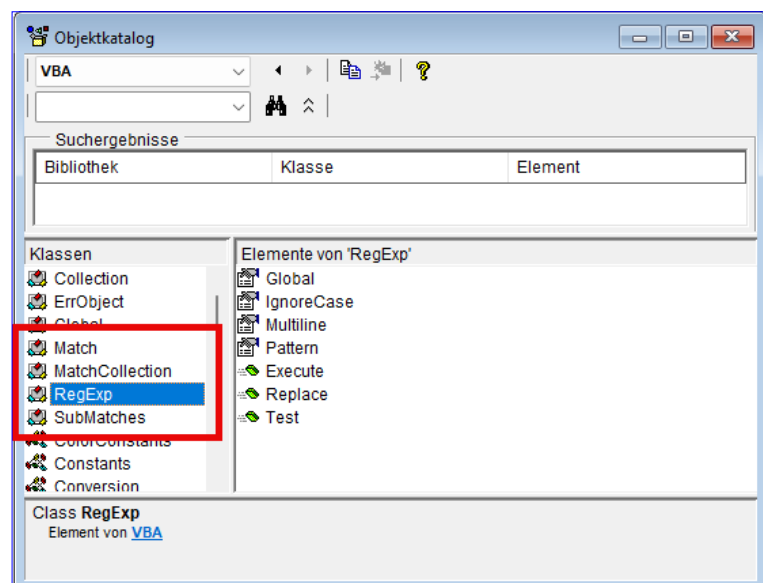 Objektkatalog
VBA
Suchergebnisse
Bibliothek Klasse Element
Klassen
Collection
ErrObject
Global
Match
MatchCollection
RegExp
SubMatches
ColorConstants
Constants
Conversion
Elemente von 'RegExp'
Global
IgnoreCase
Multiline
Pattern
Execute
Replace
Test
Class RegExp
Element von VBA